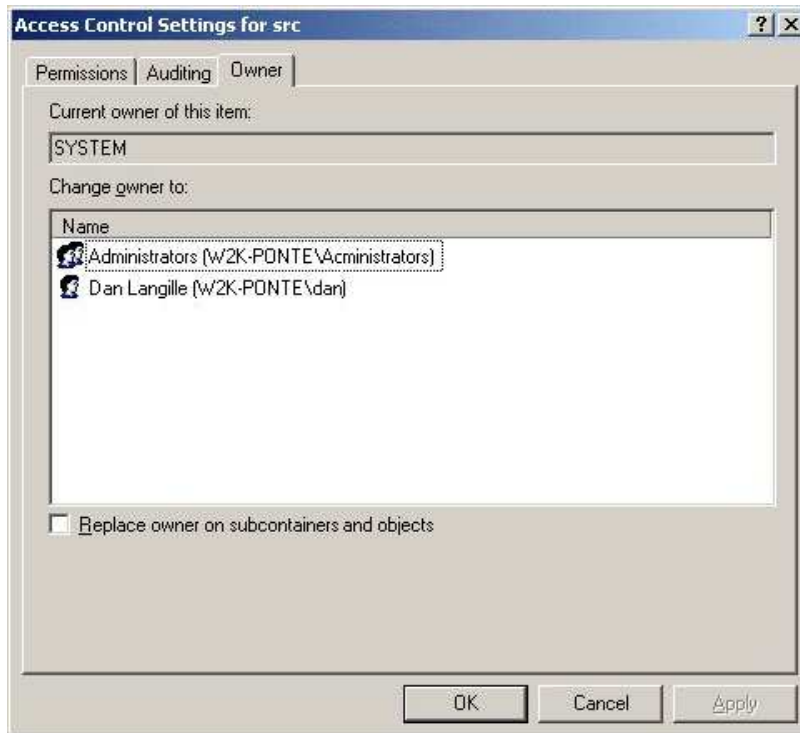 Access Control Settings for src
Permissions Auditing Owner
Current owner of this item:
SYSTEM
Change owner to:
Name
Administrators (W2K-PONTE\Acministrators)
Dan Langille (W2K-PONTE\dan)
Replace owner on subcontainers and objects
OK Cancel Apply